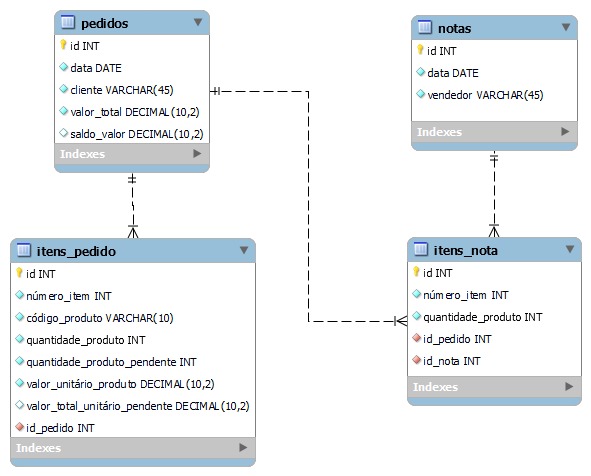 pedidos
id INT
data DATE
cliente VARCHAR(45)
valor_total DECIMAL(10,2)
saldo_valor DECIMAL(10,2)
Indexes
notas
id INT
data DATE
vendedor VARCHAR(45)
Indexes
itens_pedido
id INT
número_item INT
código_produto VARCHAR(10)
quantidade_produto INT
quantidade_produto_pendente INT
valor_unitário_produto DECIMAL(10,2)
valor_total_unitário_pendente DECIMAL(10,2)
id_pedido INT
Indexes
itens_nota
id INT
número_item INT
quantidade_produto INT
id_pedido INT
id_nota INT
Indexes